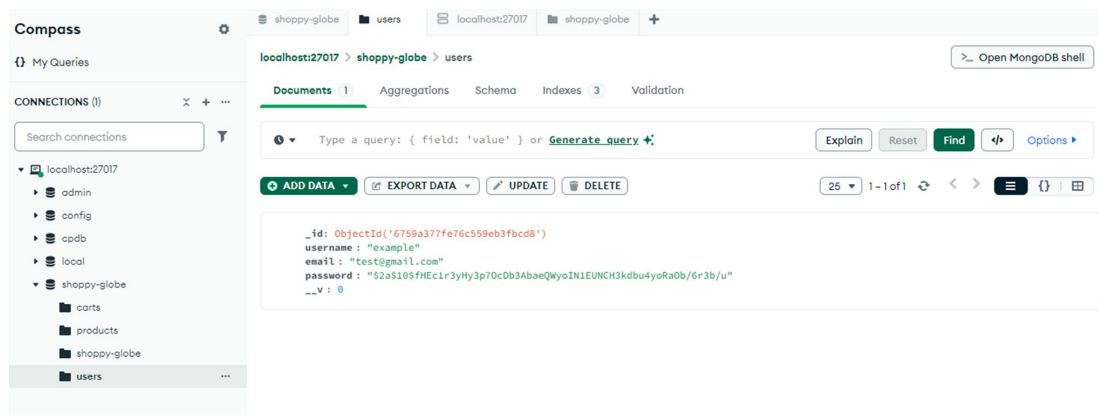 shoppy-globe users localhost:27017 shoppy-globe
Compass
localhost:27017 > shoppy-globe > users
>_ Open MongoDB shell
{} My Queries
Documents 1 Aggregations Schema Indexes 3 Validation
CONNECTIONS (1)
Search connections
Type a query: { field: 'value' } or Generate query
Explain Reset Find </> Options
localhost:27017
admin
config
cpdb
local
shoppy-globe
carts
products
shoppy-globe
users
ADD DATA EXPORT DATA UPDATE DELETE
25 1–1 of 1 {}
_id: ObjectId('6759a377fe76c559eb3fbcd8')
username : "example"
email : "test@gmail.com"
password : "$2a$10$fHEc1r3yHy3p7OcDb3AbaeQWyoIN1EUNCH3kdbu4yoRaOb/6r3b/u"
__v : 0